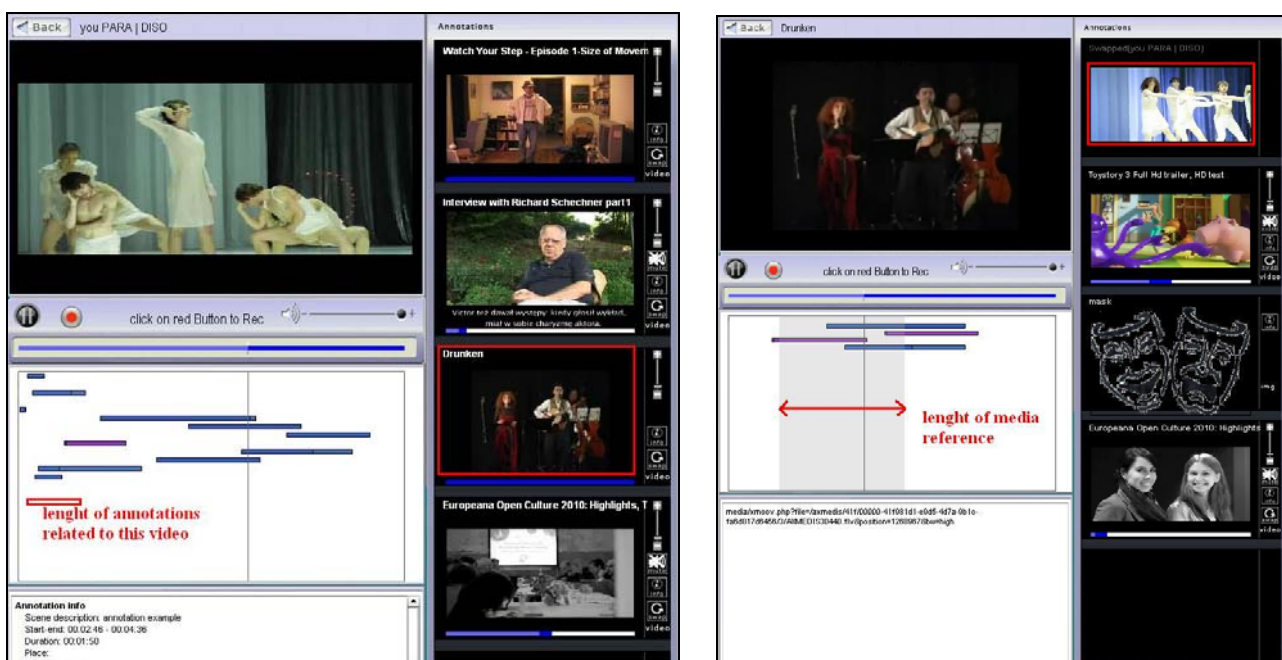 Back you PARA | DISO
Annotations
Watch Your Step - Episode 1-Size of Movem
info
swap
video
Interview with Richard Schechner part1
Victor też dawał występy: kiedy głosił wykład,
miał w sobie charyzmę aktora.
mute
info
swap
video
click on red Button to Rec
Drunken
info
swap
video
lenght of annotations
related to this video
Europeana Open Culture 2010: Highlights, T
mute
info
swap
video
Annotation info
Scene description: annotation example
Start-end: 00:02:46 - 00:04:36
Duration: 00:01:50
Place:
Back Drunken
Annotations
Swapped(you PARA | DISO)
Toystory 3 Full Hd trailer, HD test
mute
info
swap
video
click on red Button to Rec
mask
info
img
lenght of media
reference
Europeana Open Culture 2010: Highlights
mute
info
swap
video